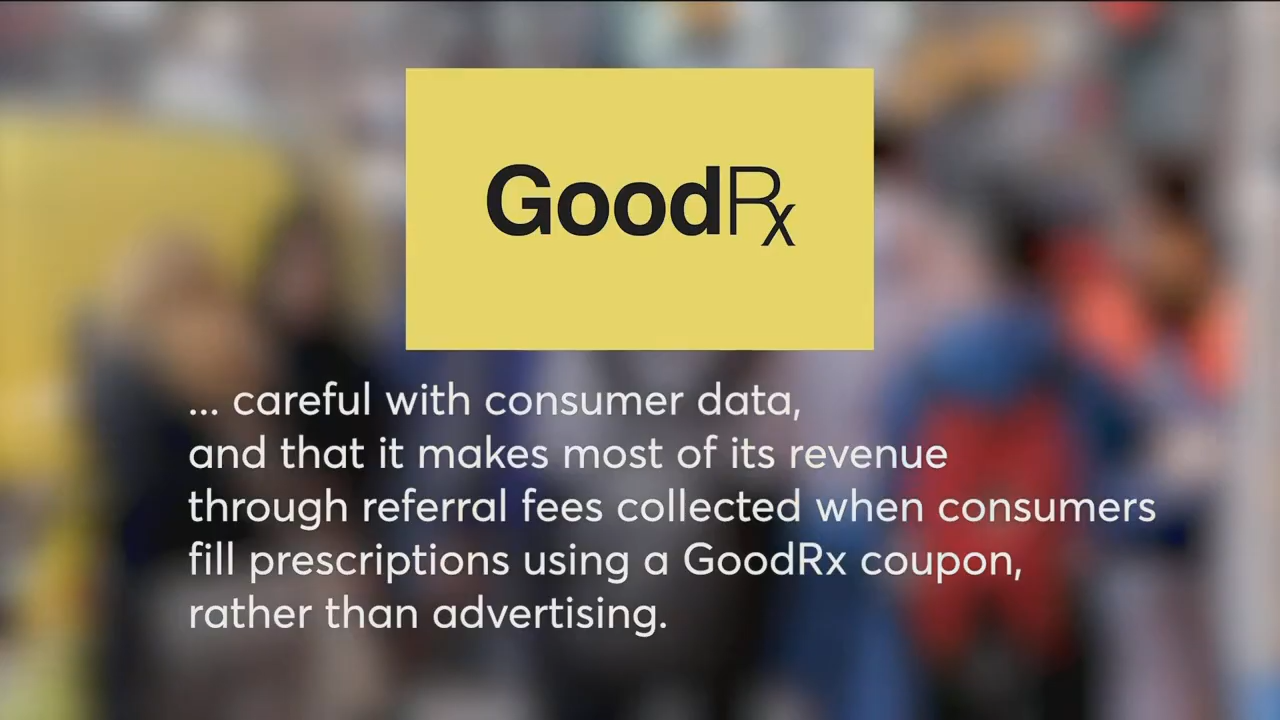 GoodRx
... careful with consumer data,
and that it makes most of its revenue
through referral fees collected when consumers
fill prescriptions using a GoodRx coupon,
rather than advertising.